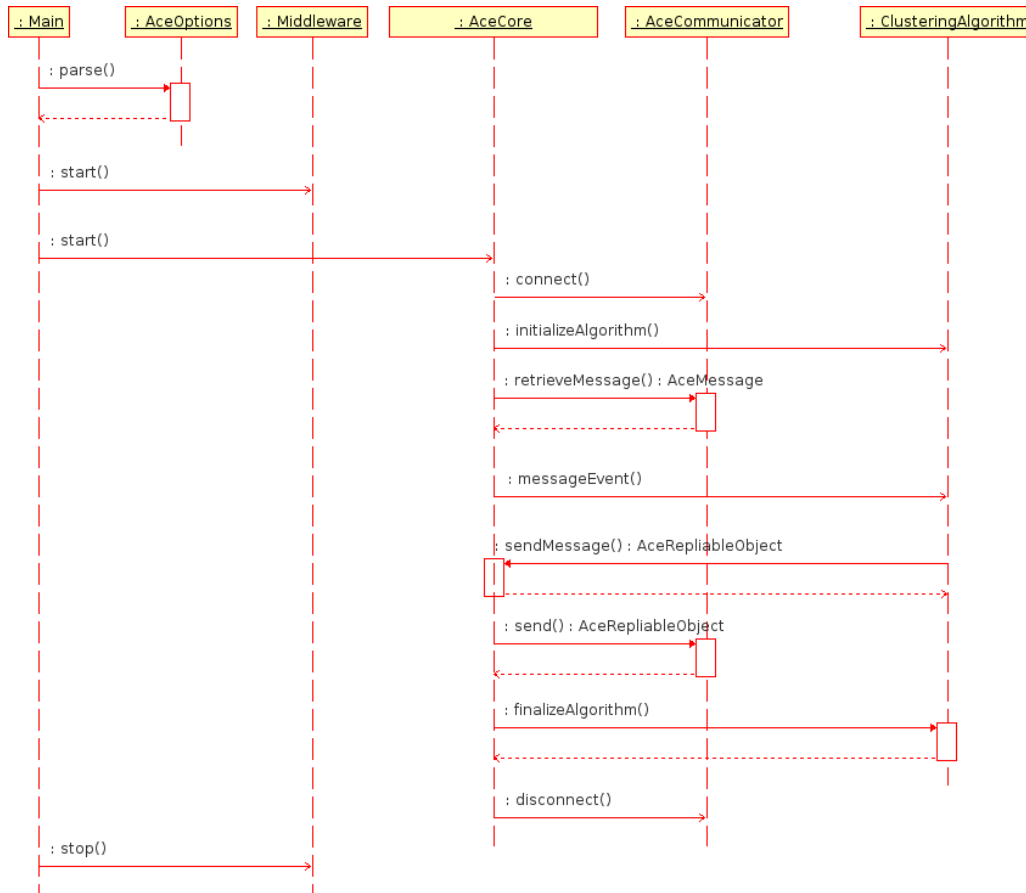 : Main
: AceOptions
: Middleware
: AceCore
: AceCommunicator
: ClusteringAlgorithm
: parse()
: start()
: start()
: connect()
: initializeAlgorithm()
: retrieveMessage() : AceMessage
: messageEvent()
: sendMessage() : AceRepliableObject
: send() : AceRepliableObject
: finalizeAlgorithm()
: disconnect()
: stop()